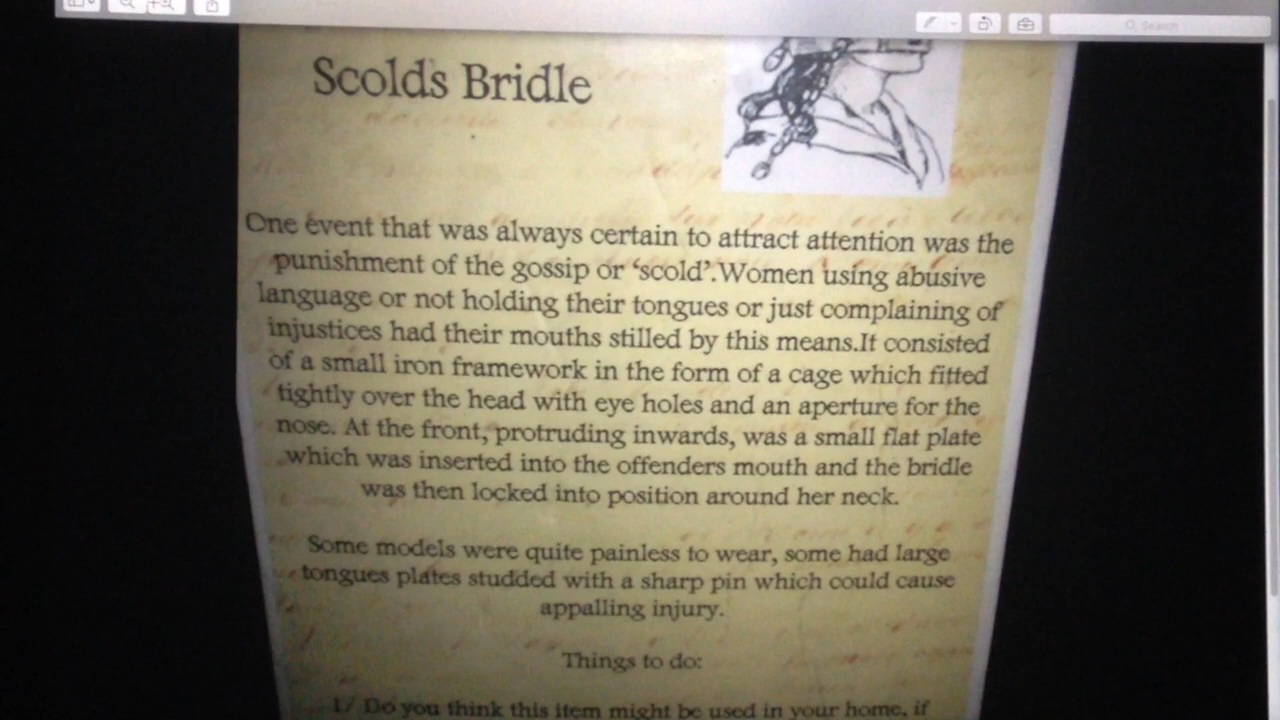 Search
Scolds Bridle
One event that was always certain to attract attention was the
punishment of the gossip or ‘scold’.Women using abusive
language or not holding their tongues or just complaining of
injustices had their mouths stilled by this means.It consisted
of a small iron framework in the form of a cage which fitted
tightly over the head with eye holes and an aperture for the
nose. At the front, protruding inwards, was a small flat plate
which was inserted into the offenders mouth and the bridle
was then locked into position around her neck.
Some models were quite painless to wear, some had large
tongues plates studded with a sharp pin which could cause
appalling injury.
Things to do:
1/ Do you think this item might be used in your home, if